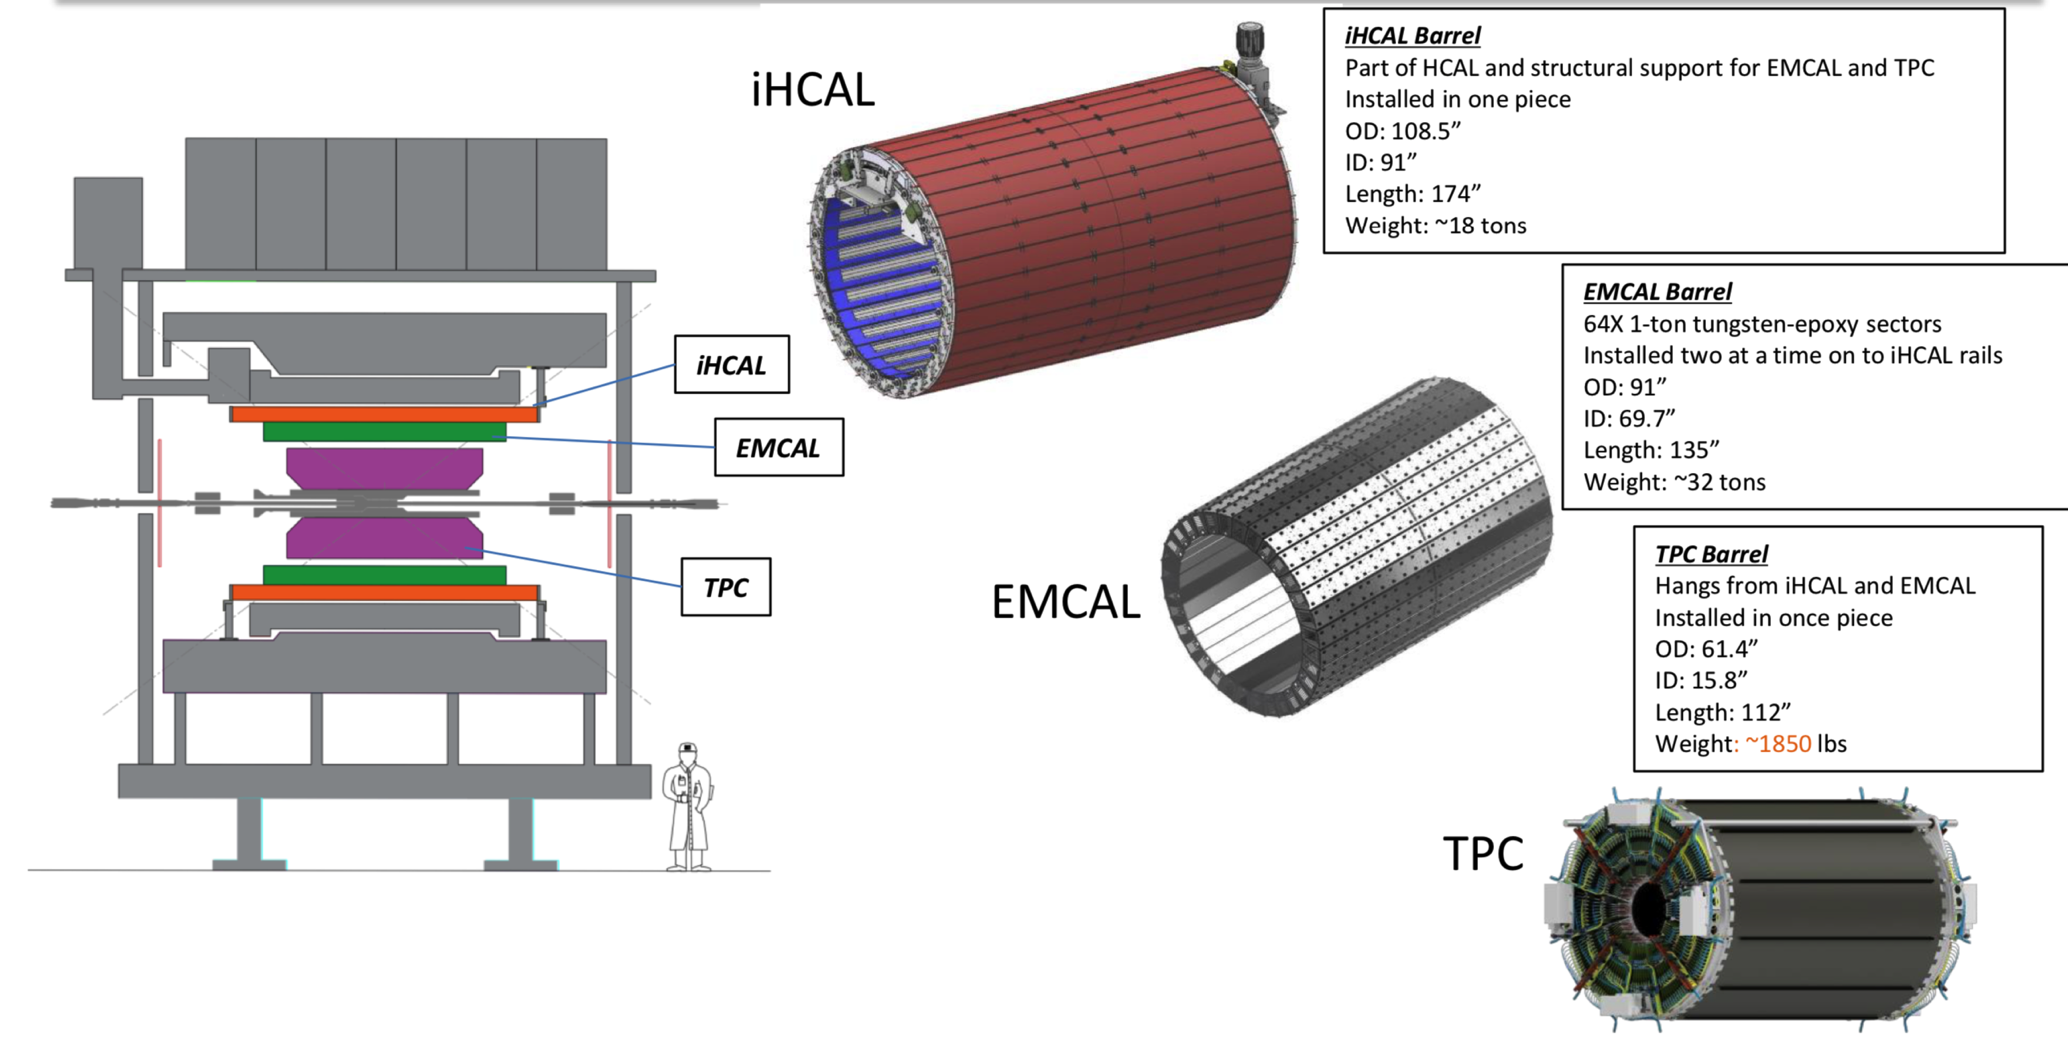 iHCAL
iHCAL Barrel
Part of HCAL and structural support for EMCAL and TPC
Installed in one piece
OD: 108.5”
ID: 91”
Length: 174”
Weight: ~18 tons
EMCAL Barrel
64X 1-ton tungsten-epoxy sectors
Installed two at a time on to iHCAL rails
OD: 91”
ID: 69.7”
Length: 135”
Weight: ~32 tons
iHCAL
EMCAL
TPC
EMCAL
TPC Barrel
Hangs from iHCAL and EMCAL
Installed in once piece
OD: 61.4”
ID: 15.8”
Length: 112”
Weight: ~1850 lbs
TPC